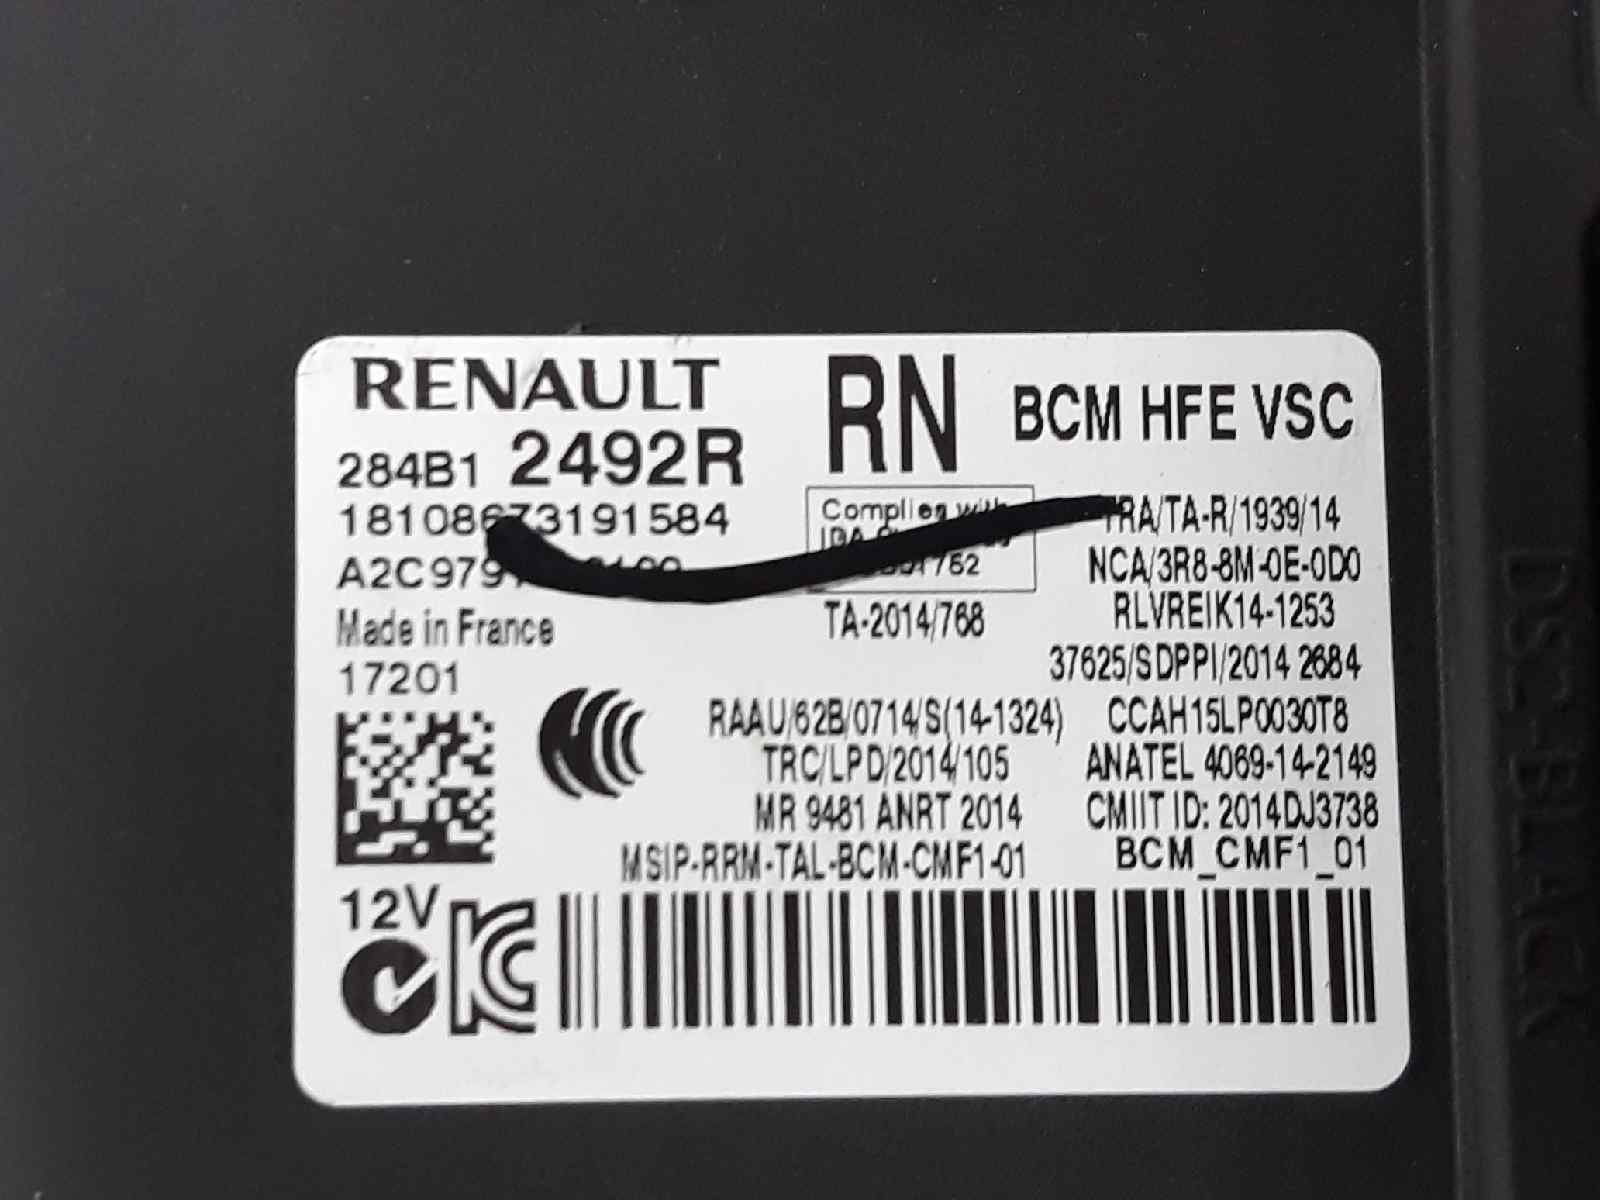 RENAULT
RN
BCM HFE VSC
284B1 2492R
Complies
TRA/TA-R/1939/14
NCA/3R8-8M-0E-0D0
TA-2014/768
RLVREIK14-1253
Made in France
37625/SDPPI/2014 2684
17201
RAAU/62B/0714/S(14-1324)
CCAH15LP0030T8
TRC/LPD/2014/105
ANATEL 4069-14-2149
MR 9481 ANRT 2014
CMIIT ID: 2014DJ3738
MSIP-RRM-TAL-BCM-CMF1-01
BCM_CMF1_01
12V
DS2-BLACK